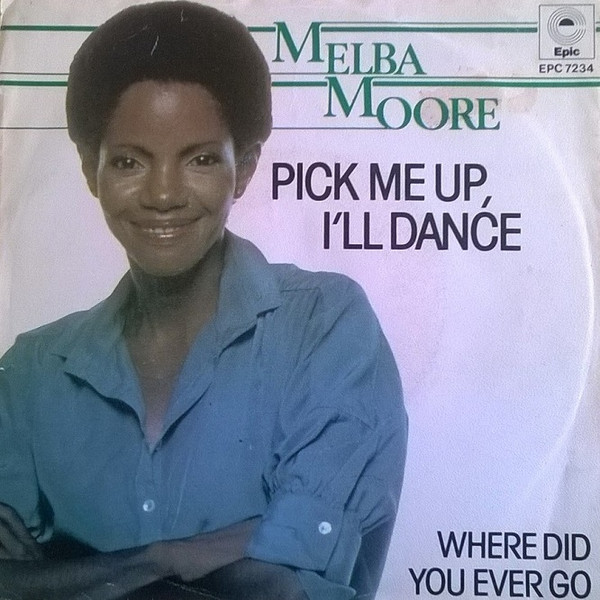 MELBA
MOORE
Epic
EPC 7234
PICK ME UP,
I'LL DANCE
WHERE DID
YOU EVER GO